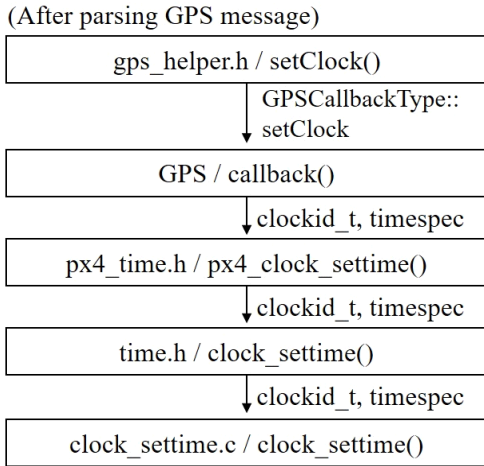 (After parsing GPS message)
gps_helper.h / setClock()
GPSCallbackType::
setClock
GPS / callback()
clockid_t, timespec
px4_time.h / px4_clock_settime()
clockid_t, timespec
time.h / clock_settime()
clockid_t, timespec
clock_settime.c / clock_settime()